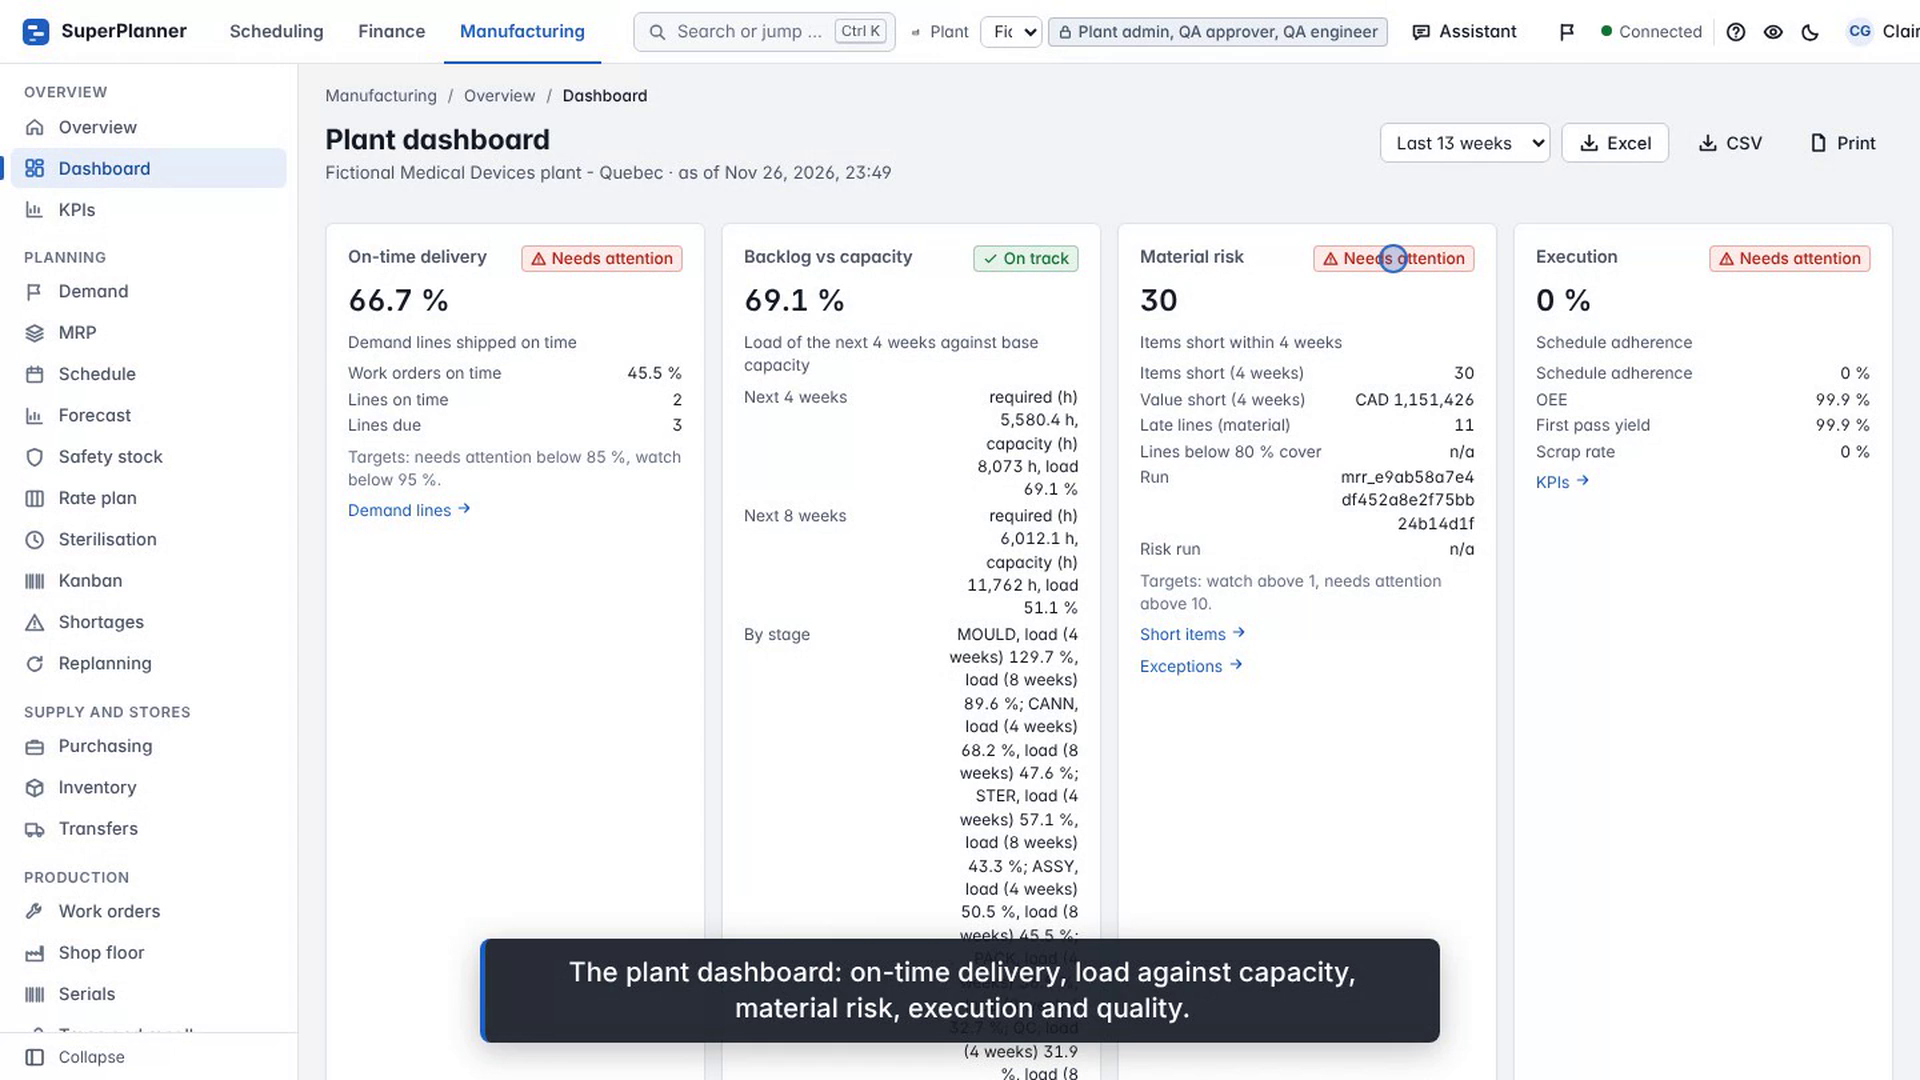 SuperPlanner
Scheduling
Finance
Manufacturing
Search or jump ...
Ctrl K
Plant
Fic
Plant admin, QA approver, QA engineer
Assistant
Connected
CG
Clair
OVERVIEW
Overview
Dashboard
KPIs
PLANNING
Demand
MRP
Schedule
Forecast
Safety stock
Rate plan
Sterilisation
Kanban
Shortages
Replanning
SUPPLY AND STORES
Purchasing
Inventory
Transfers
PRODUCTION
Work orders
Shop floor
Serials
Collapse
Manufacturing / Overview / Dashboard
Plant dashboard
Fictional Medical Devices plant - Quebec · as of Nov 26, 2026, 23:49
Last 13 weeks
Excel
CSV
Print
On-time delivery
Needs attention
66.7 %
Demand lines shipped on time
Work orders on time 45.5 %
Lines on time 2
Lines due 3
Targets: needs attention below 85 %, watch
below 95 %.
Demand lines →
Backlog vs capacity
On track
69.1 %
Load of the next 4 weeks against base
capacity
Next 4 weeks required (h)
5,580.4 h,
capacity (h)
8,073 h, load
69.1 %
Next 8 weeks required (h)
6,012.1 h,
capacity (h)
11,762 h, load
51.1 %
By stage MOULD, load (4
weeks) 129.7 %,
load (8 weeks)
89.6 %; CANN,
load (4 weeks)
68.2 %, load (8
weeks) 47.6 %;
STER, load (4
weeks) 57.1 %,
load (8 weeks)
43.3 %; ASSY,
load (4 weeks)
50.5 %, load (8
weeks) 45.5 %;
(4 weeks) 31.9
%, load (8
Material risk
Needs attention
30
Items short within 4 weeks
Items short (4 weeks) 30
Value short (4 weeks) CAD 1,151,426
Late lines (material) 11
Lines below 80 % cover n/a
Run mrr_e9ab58a7e4
df452a8e2f75bb
24b14d1f
Risk run n/a
Targets: watch above 1, needs attention
above 10.
Short items →
Exceptions →
Execution
Needs attention
0 %
Schedule adherence
Schedule adherence 0 %
OEE 99.9 %
First pass yield 99.9 %
Scrap rate 0 %
KPIs →
The plant dashboard: on-time delivery, load against capacity,
material risk, execution and quality.